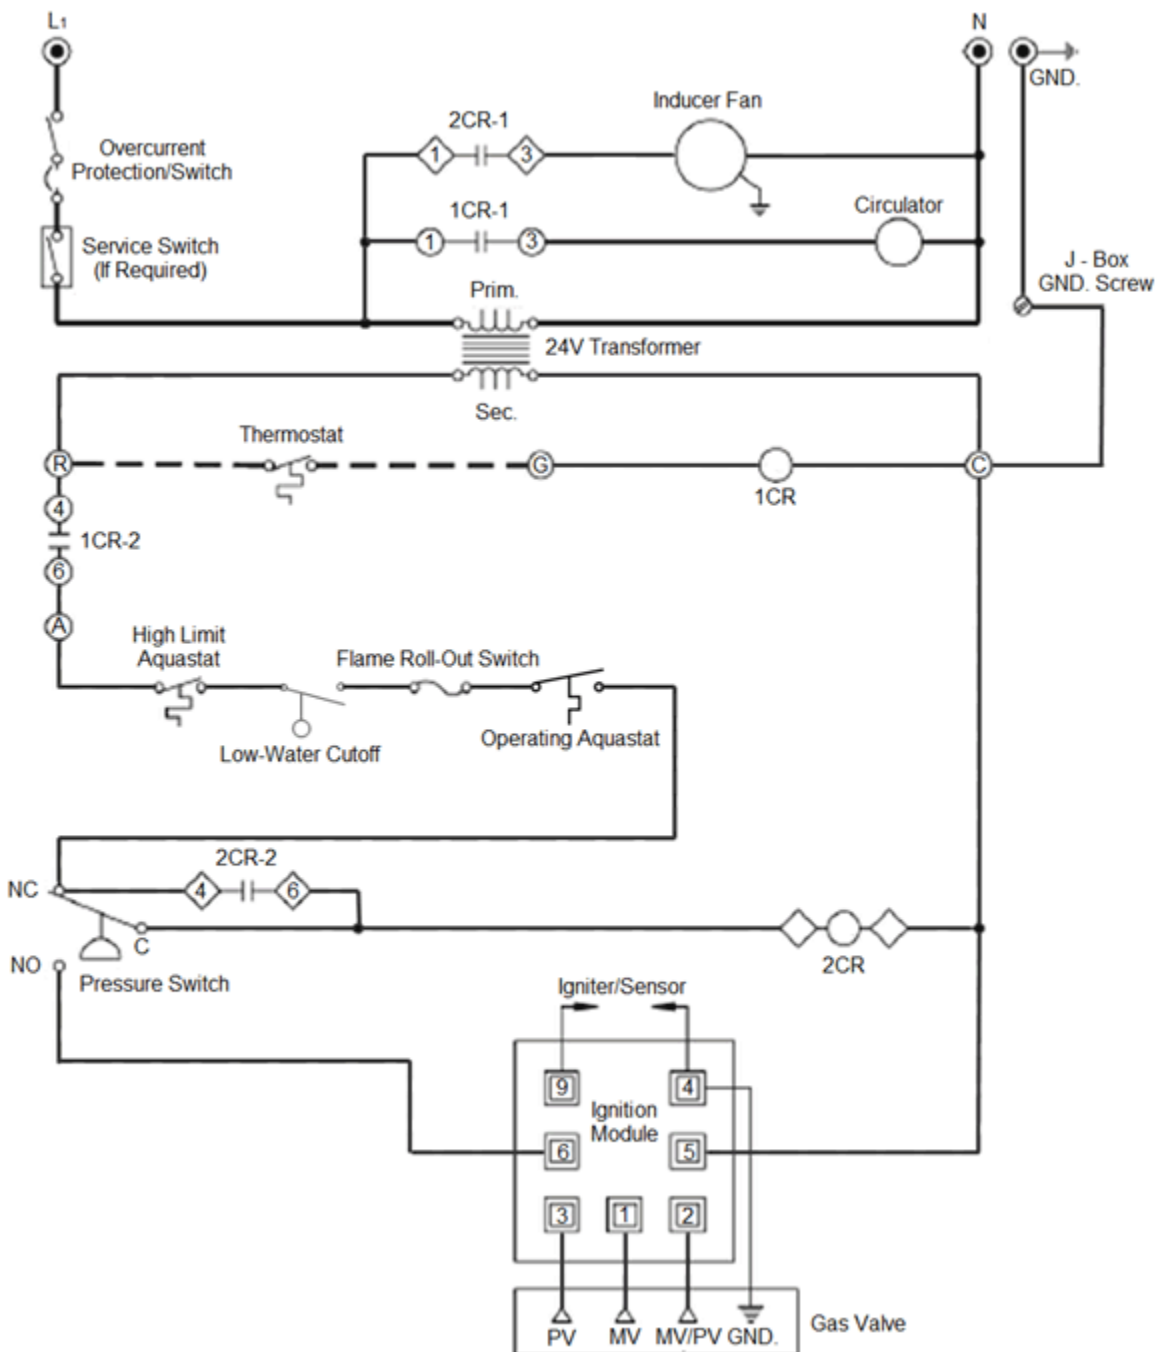 L1
N
GND.
Overcurrent
Protection/Switch
Service Switch
(If Required)
2CR-1
1
3
Inducer Fan
1CR-1
1
3
Circulator
J - Box
GND. Screw
Prim.
24V Transformer
Sec.
Thermostat
R
G
1CR
C
4
1CR-2
6
A
High Limit
Aquastat
Low-Water Cutoff
Flame Roll-Out Switch
Operating Aquastat
2CR-2
NC
4
6
C
NO
Pressure Switch
2CR
Igniter/Sensor
9
4
Ignition
Module
6
5
3
1
2
PV
MV
MV/PV
GND.
Gas Valve